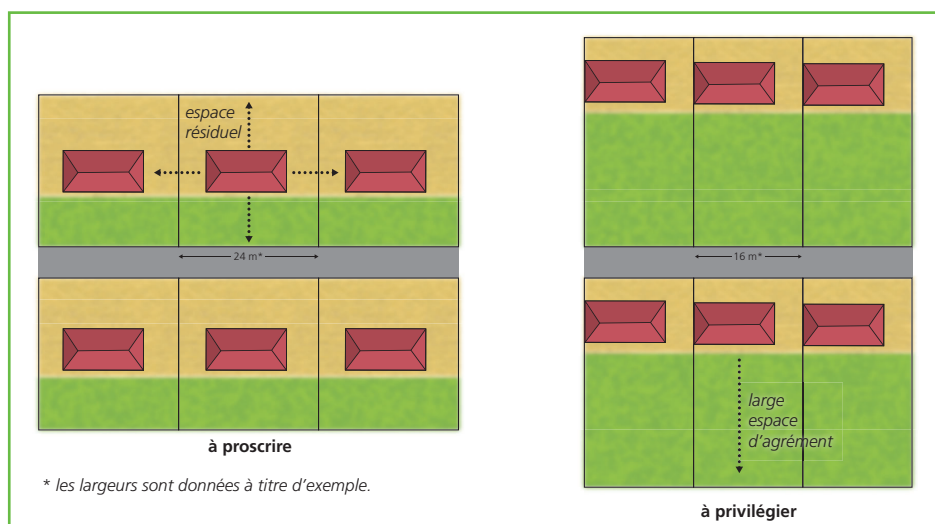 espace
résiduel
24 m*
à proscrire
* les largeurs sont données à titre d'exemple.
16 m*
large
espace
d'agrément
à privilégier